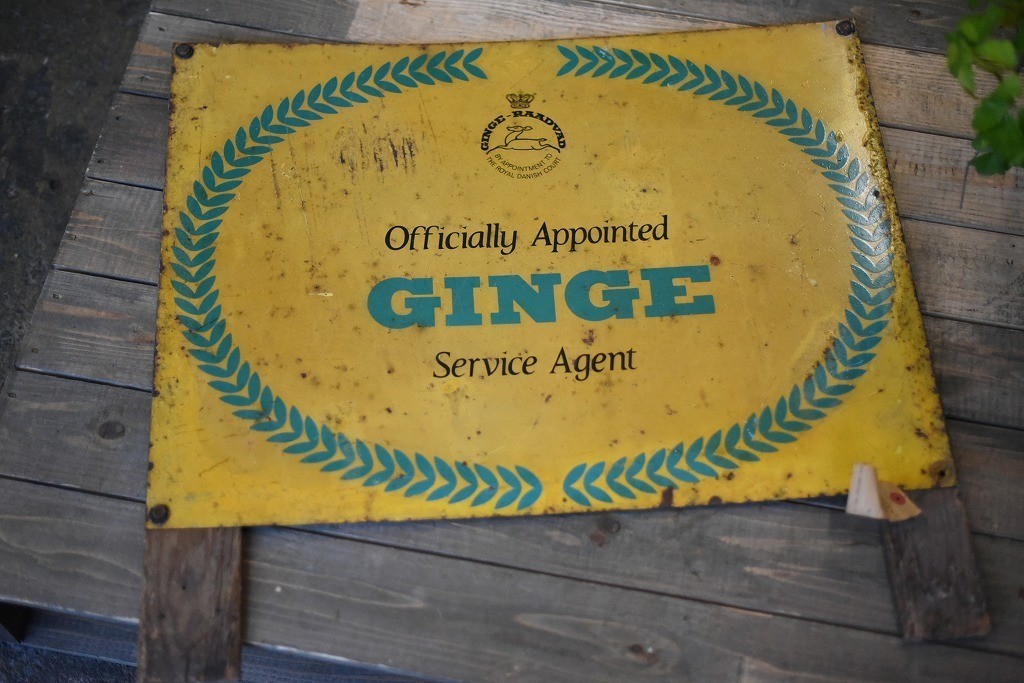 GINGE-RAADVAD
BY APPOINTMENT TO
THE ROYAL DANISH COURT
Officially Appointed
GINGE
Service Agent